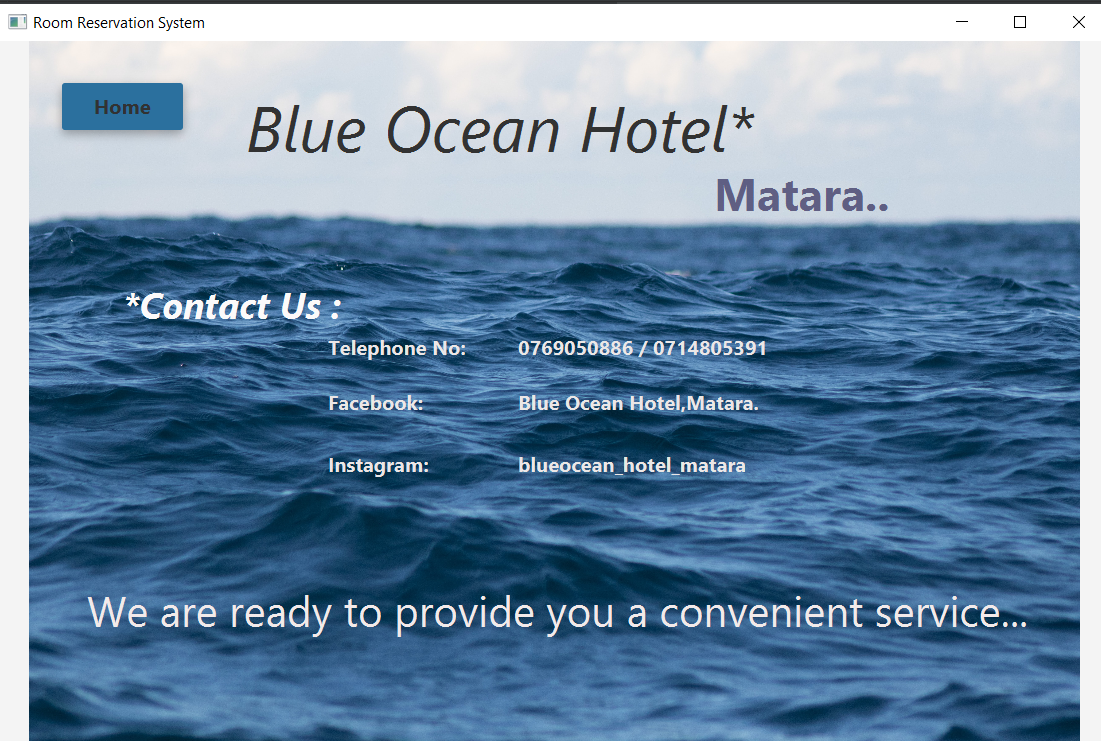 Room Reservation System
Home
Blue Ocean Hotel*
Matara..
*Contact Us :
Telephone No: 0769050886 / 0714805391
Facebook: Blue Ocean Hotel,Matara.
Instagram: blueocean_hotel_matara
We are ready to provide you a convenient service...